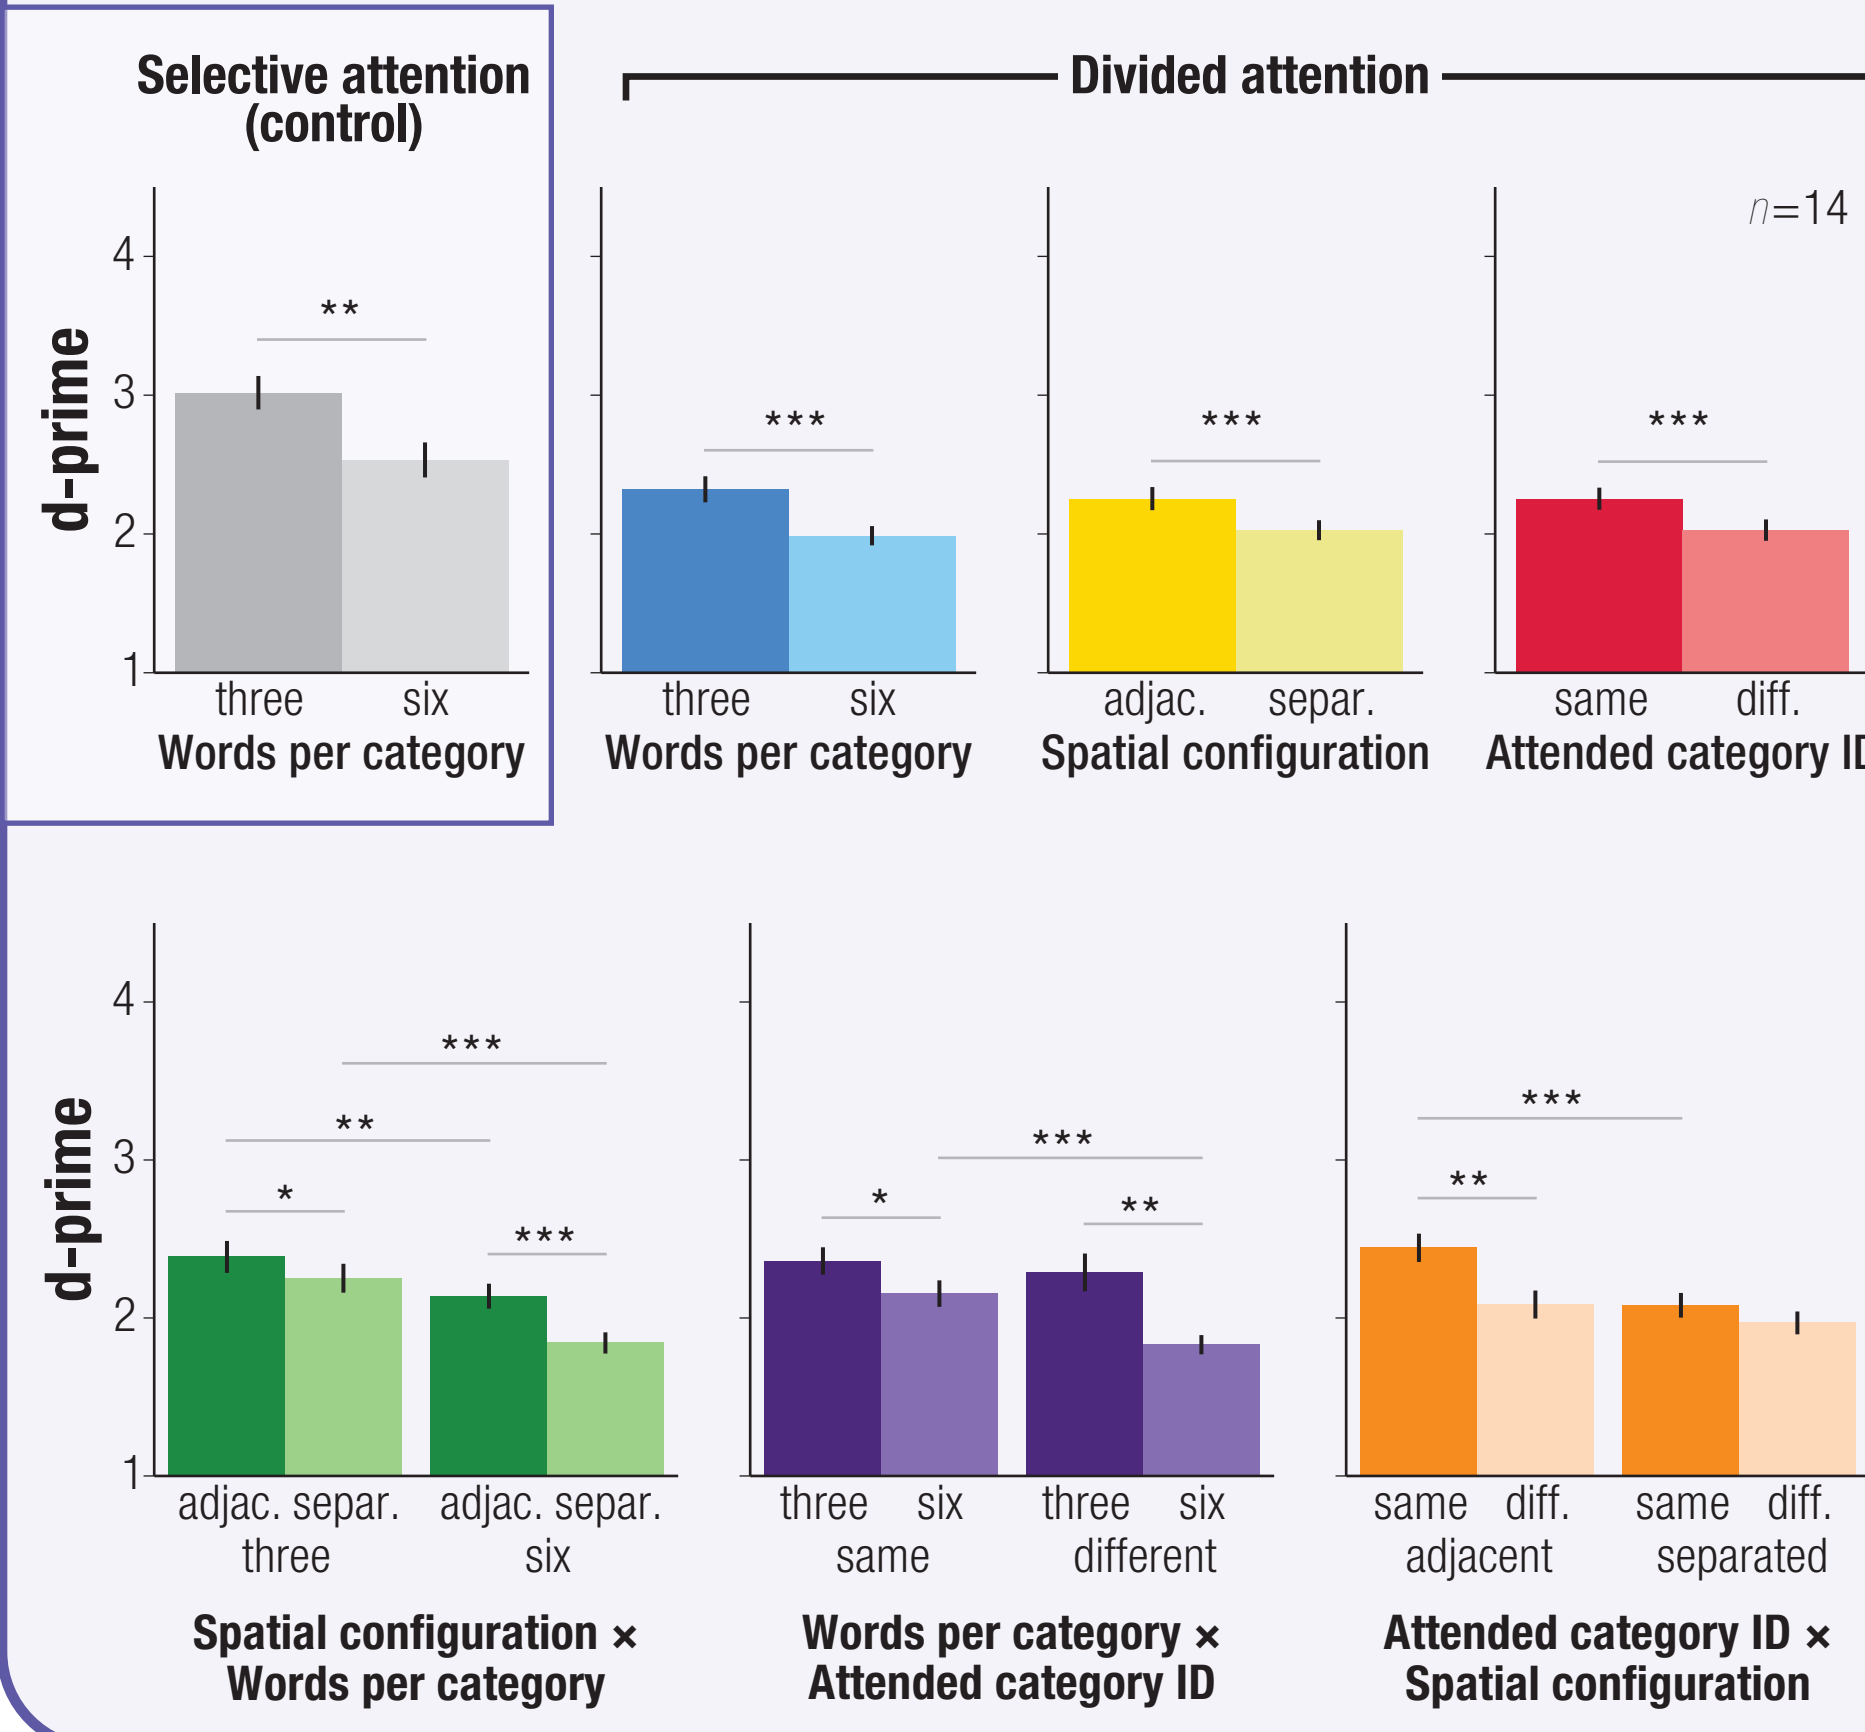 Selective attention
(control)
Divided attention
n=14
d-prime
4
3
2
1
**
***
***
***
three six
three six
adjac. separ.
same diff.
Words per category
Words per category
Spatial configuration
Attended category ID
d-prime
4
3
2
1
***
**
*
***
***
*
**
***
**
adjac. separ. adjac. separ.
three six
three six three six
same different
same diff. same diff.
adjacent separated
Spatial configuration ×
Words per category
Words per category ×
Attended category ID
Attended category ID ×
Spatial configuration